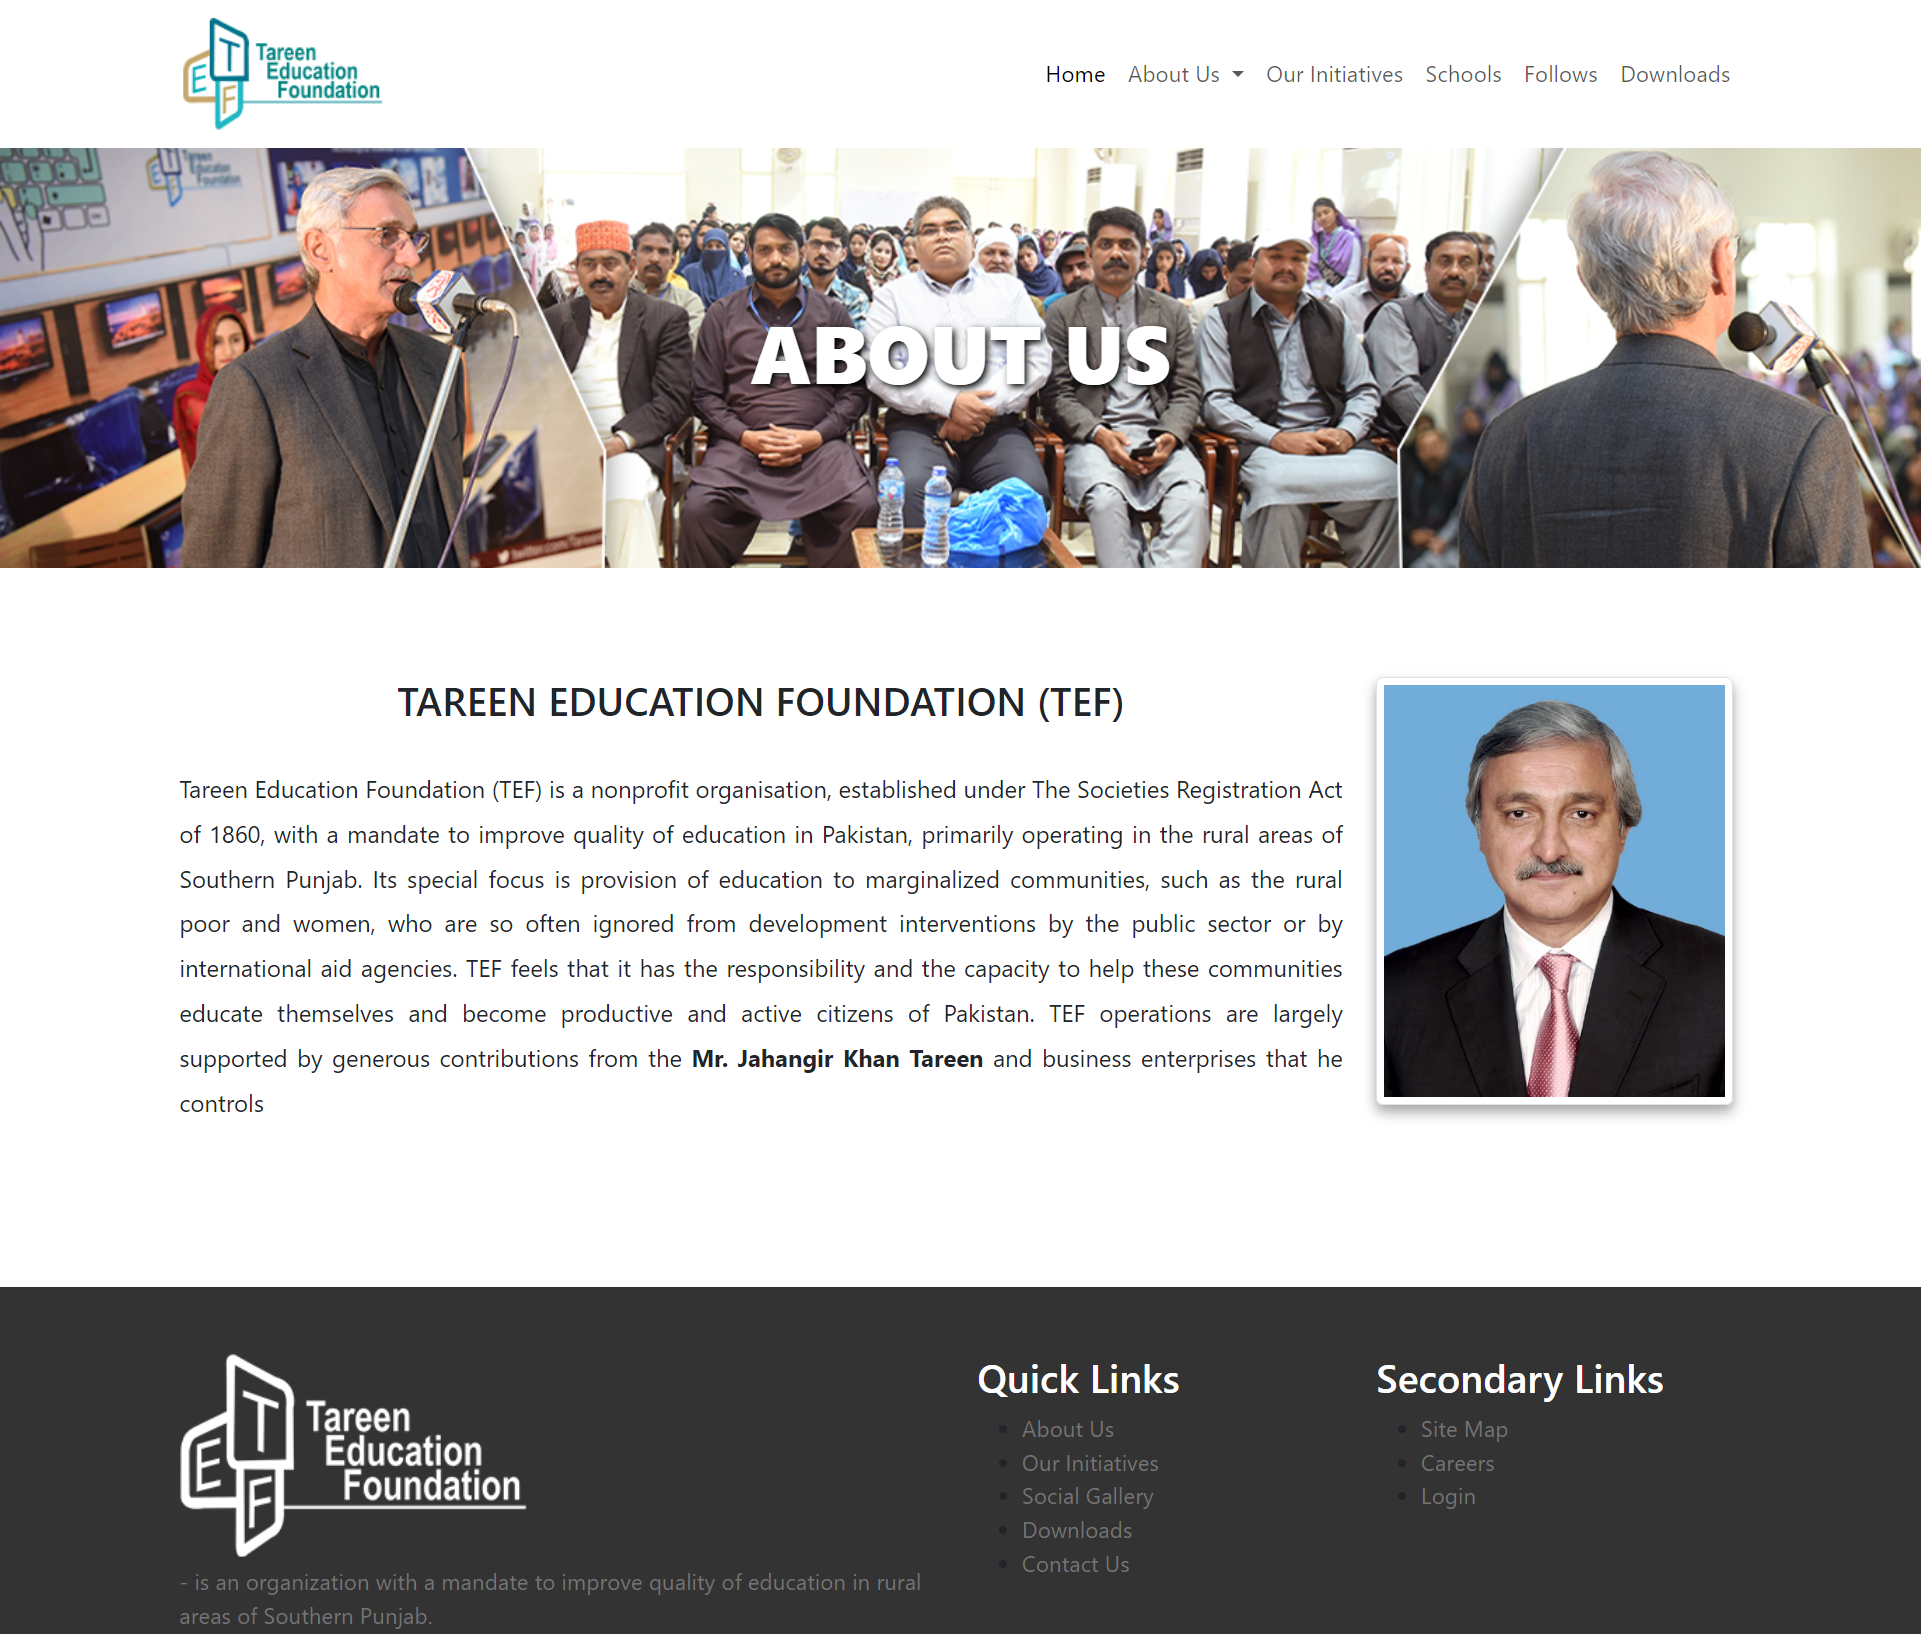 T
E
F
Tareen
Education
Foundation
Home
About Us
Our Initiatives
Schools
Follows
Downloads
Tareen
Education
Foundation
ABOUT US
TAREEN EDUCATION FOUNDATION (TEF)
Tareen Education Foundation (TEF) is a nonprofit organisation, established under The Societies Registration Act
of 1860, with a mandate to improve quality of education in Pakistan, primarily operating in the rural areas of
Southern Punjab. Its special focus is provision of education to marginalized communities, such as the rural
poor and women, who are so often ignored from development interventions by the public sector or by
international aid agencies. TEF feels that it has the responsibility and the capacity to help these communities
educate themselves and become productive and active citizens of Pakistan. TEF operations are largely
supported by generous contributions from the Mr. Jahangir Khan Tareen and business enterprises that he
controls
T
E
F
Tareen
Education
Foundation
- is an organization with a mandate to improve quality of education in rural
areas of Southern Punjab.
Quick Links
About Us
Our Initiatives
Social Gallery
Downloads
Contact Us
Secondary Links
Site Map
Careers
Login